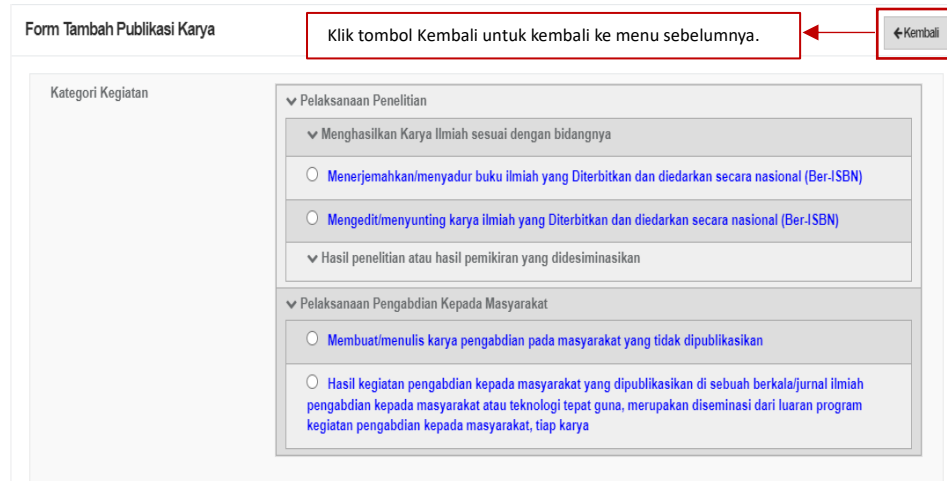 Form Tambah Publikasi Karya
Klik tombol Kembali untuk kembali ke menu sebelumnya.
Kembali
Kategori Kegiatan
Pelaksanaan Penelitian
Menghasilkan Karya Ilmiah sesuai dengan bidangnya
Menerjemahkan/menyadur buku ilmiah yang Diterbitkan dan diedarkan secara nasional (Ber-ISBN)
Mengedit/menyunting karya ilmiah yang Diterbitkan dan diedarkan secara nasional (Ber-ISBN)
Hasil penelitian atau hasil pemikiran yang didesiminasikan
Pelaksanaan Pengabdian Kepada Masyarakat
Membuat/menulis karya pengabdian pada masyarakat yang tidak dipublikasikan
Hasil kegiatan pengabdian kepada masyarakat yang dipublikasikan di sebuah berkala/jurnal ilmiah
pengabdian kepada masyarakat atau teknologi tepat guna, merupakan diseminasi dari luaran program
kegiatan pengabdian kepada masyarakat, tiap karya